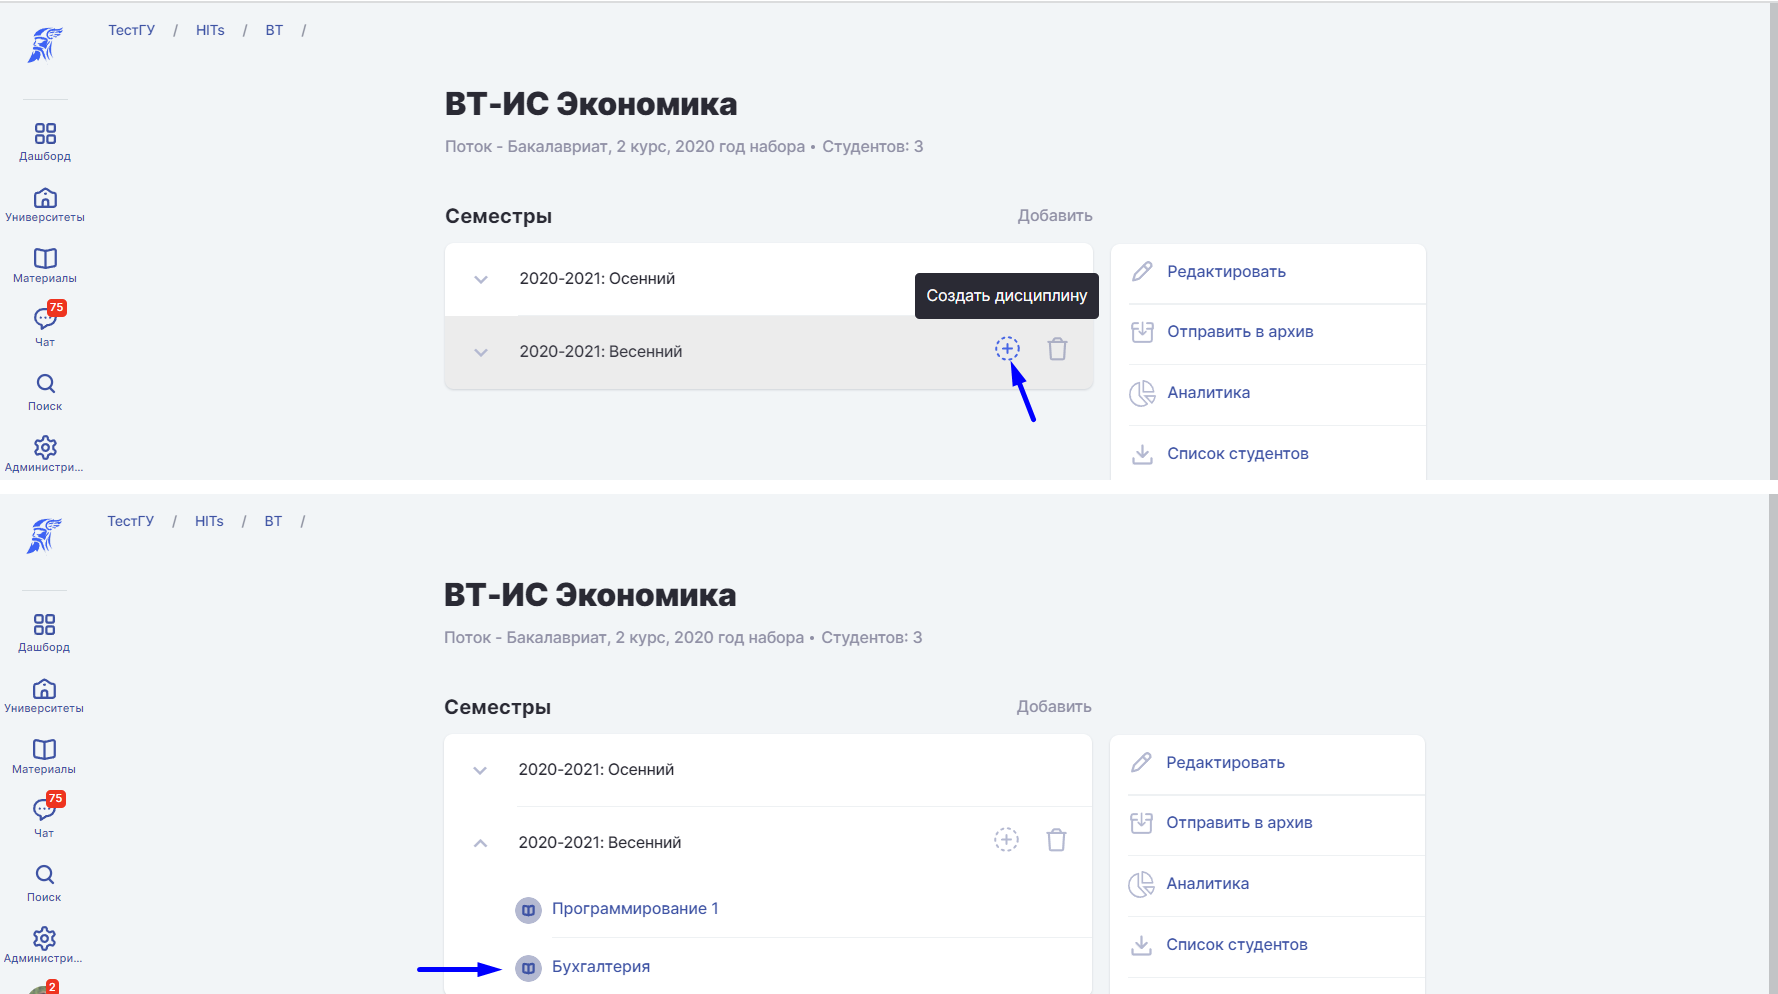 ТестГУ / HITs / ВТ /
ВТ-ИС Экономика
Поток - Бакалавриат, 2 курс, 2020 год набора • Студентов: 3
Дашборд
Университеты
Материалы
75
Чат
Поиск
Администри...
Семестры
Добавить
2020-2021: Осенний
Создать дисциплину
2020-2021: Весенний
Редактировать
Отправить в архив
Аналитика
Список студентов
ТестГУ / HITs / ВТ /
ВТ-ИС Экономика
Поток - Бакалавриат, 2 курс, 2020 год набора • Студентов: 3
Дашборд
Университеты
Материалы
75
Чат
Поиск
Администри...
2
Семестры
Добавить
2020-2021: Осенний
2020-2021: Весенний
Программирование 1
Бухгалтерия
Редактировать
Отправить в архив
Аналитика
Список студентов